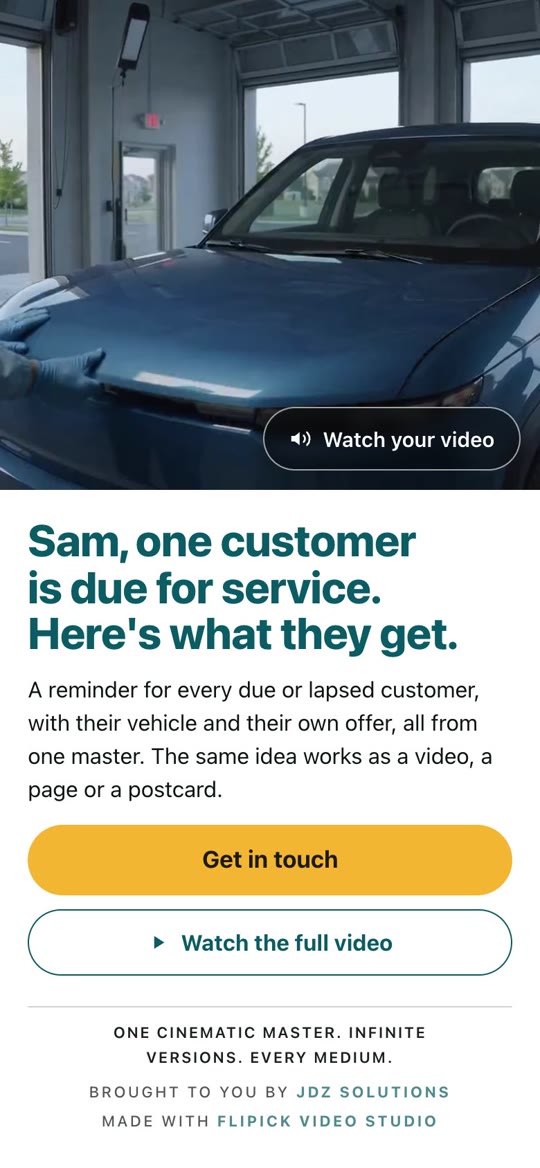 Watch your video
Sam, one customer
is due for service.
Here's what they get.
A reminder for every due or lapsed customer,
with their vehicle and their own offer, all from
one master. The same idea works as a video, a
page or a postcard.
Get in touch
Watch the full video
ONE CINEMATIC MASTER. INFINITE
VERSIONS. EVERY MEDIUM.
BROUGHT TO YOU BY JDZ SOLUTIONS
MADE WITH FLIPICK VIDEO STUDIO